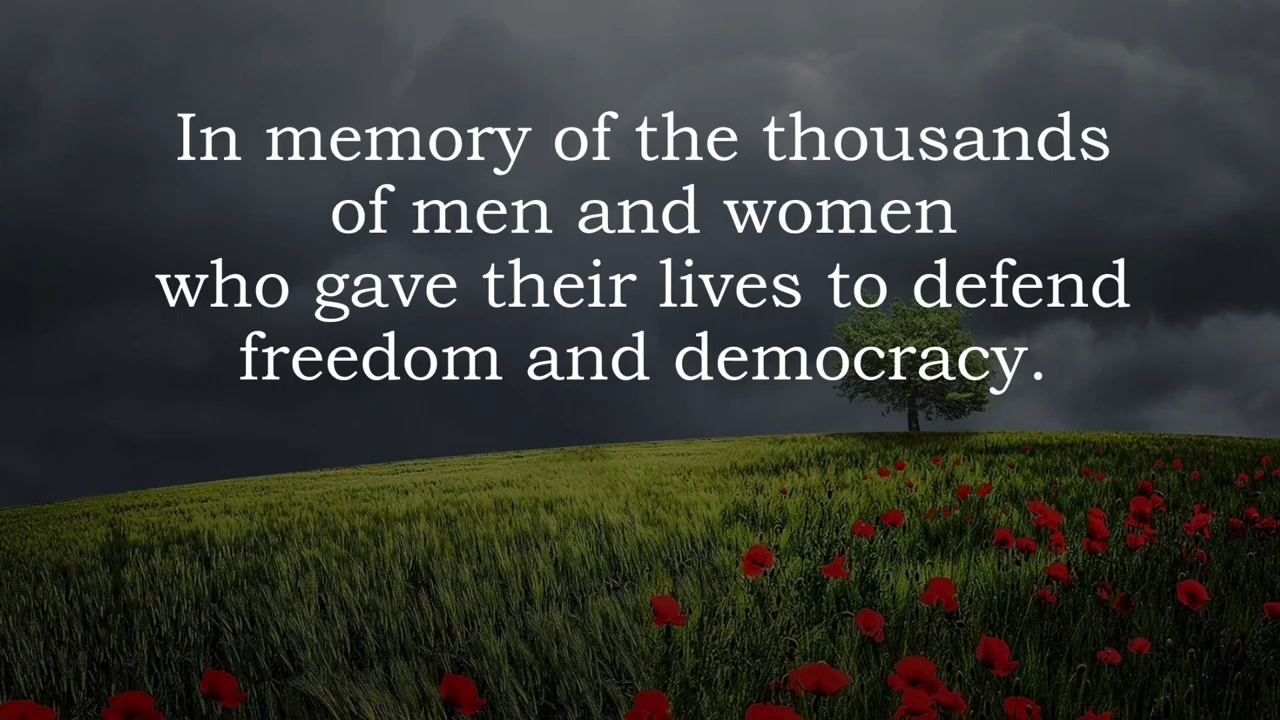 In memory of the thousands
of men and women
who gave their lives to defend
freedom and democracy.